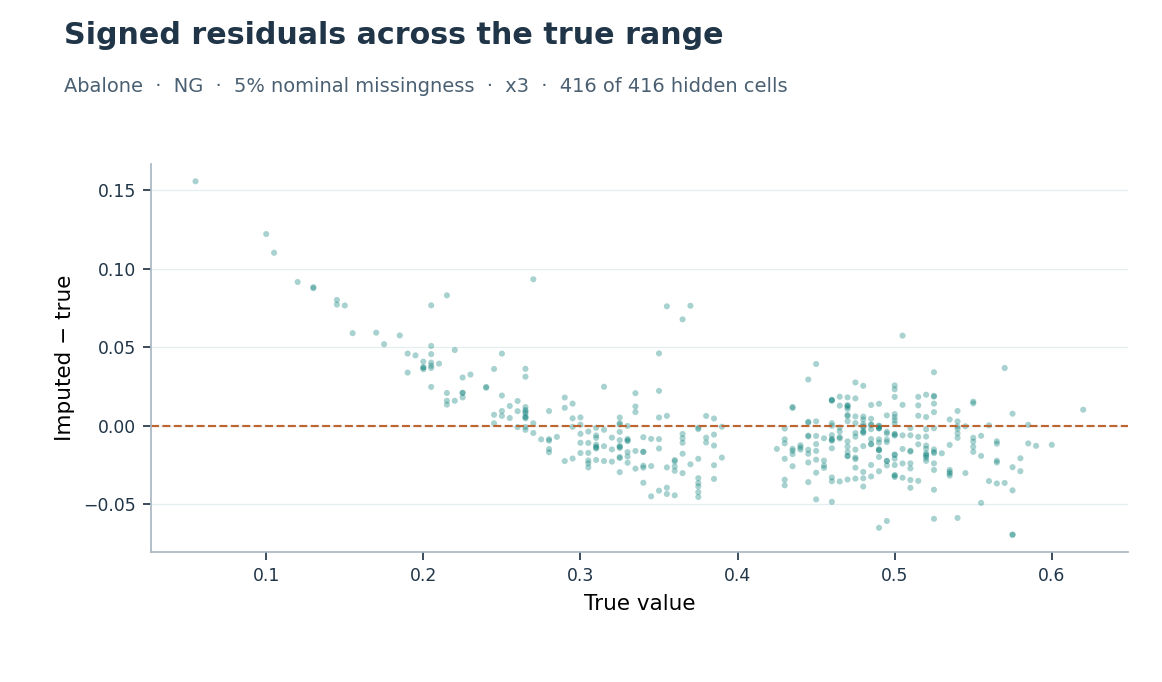 Signed residuals across the true range
Abalone · NG · 5% nominal missingness · x3 · 416 of 416 hidden cells
Imputed − true
0.15
0.10
0.05
0.00
−0.05
0.1 0.2 0.3 0.4 0.5 0.6
True value